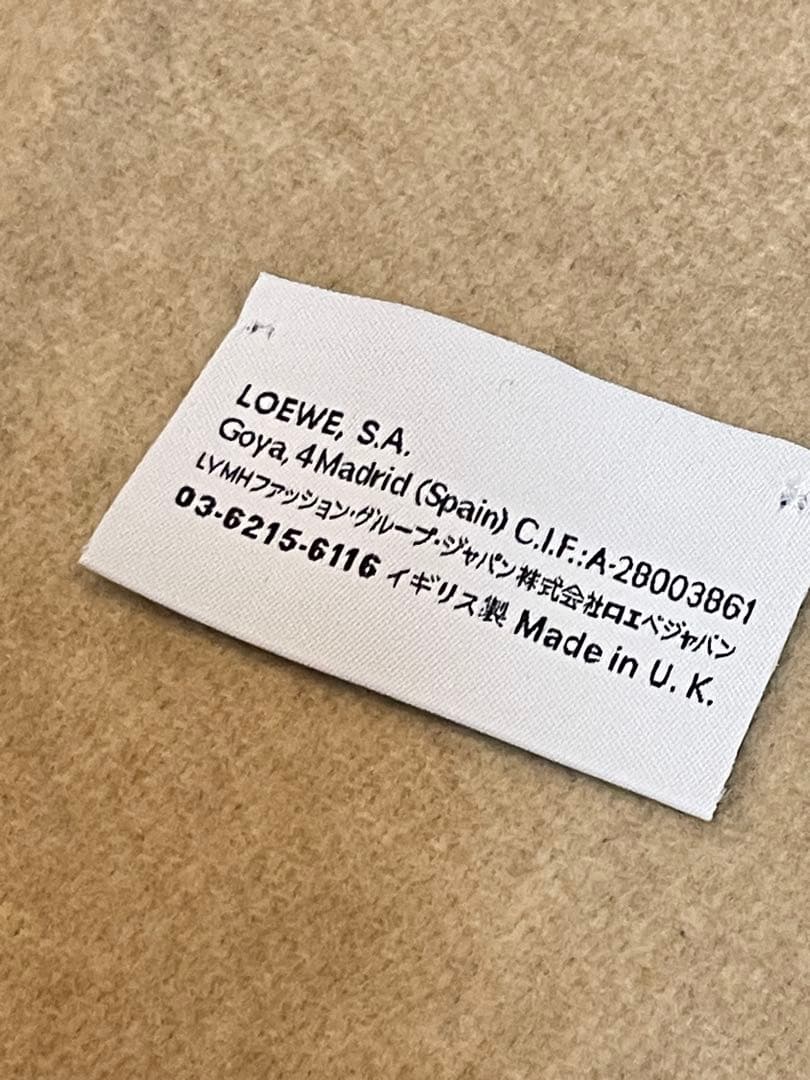 LOEWE, S.A.
Goya, 4 Madrid (Spain) C.I.F.: A-28003861
LVMHファッション・グループ・ジャパン株式会社ロエベジャパン
03-6215-6116 イギリス製 Made in U. K.